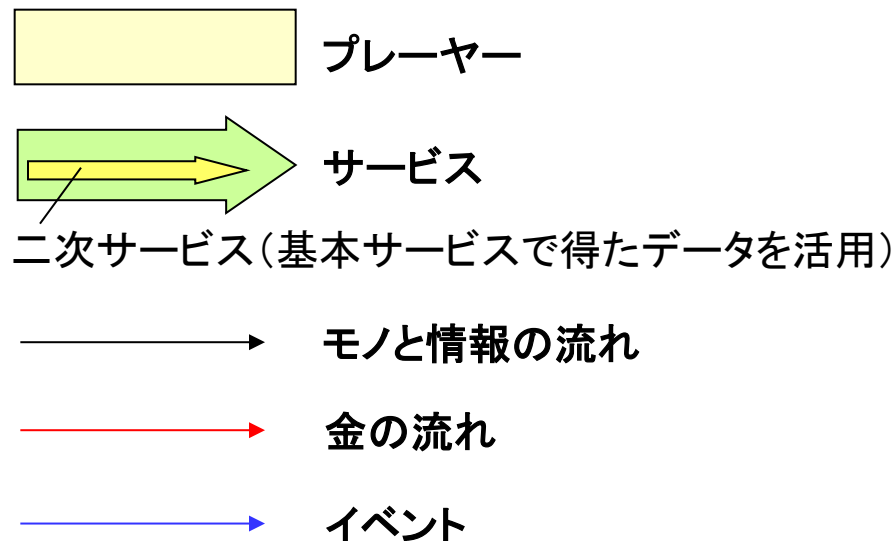 プレーヤー
サービス
二次サービス(基本サービスで得たデータを活用)
モノと情報の流れ
金の流れ
イベント